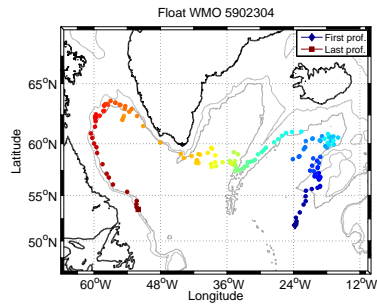 Float WMO 5902304
First prof.
Last prof.
65°N
60°N
55°N
50°N
Latitude
60°W
48°W
36°W
24°W
12°W
Longitude